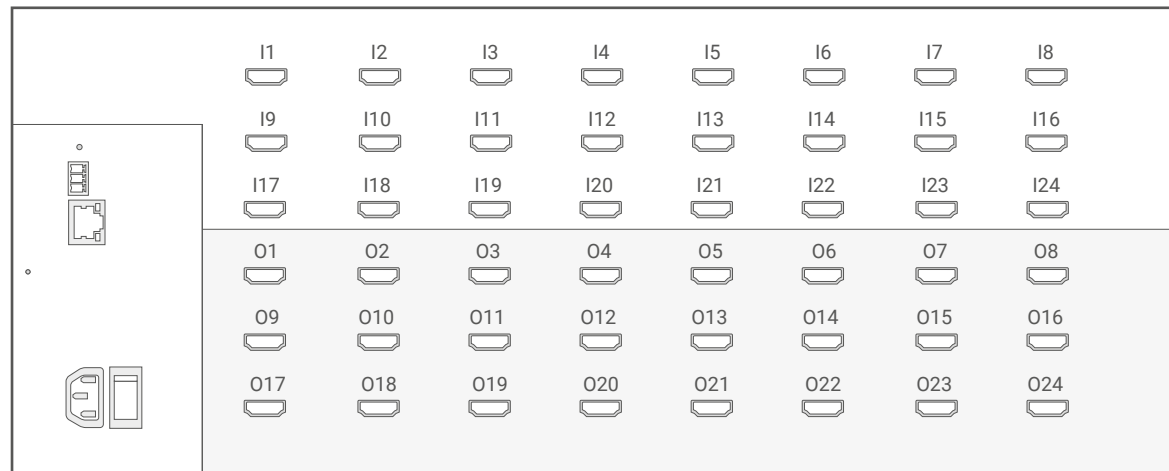 I1 I2 I3 I4 I5 I6 I7 I8
I9 I10 I11 I12 I13 I14 I15 I16
I17 I18 I19 I20 I21 I22 I23 I24
O1 O2 O3 O4 O5 O6 O7 O8
O9 O10 O11 O12 O13 O14 O15 O16
O17 O18 O19 O20 O21 O22 O23 O24